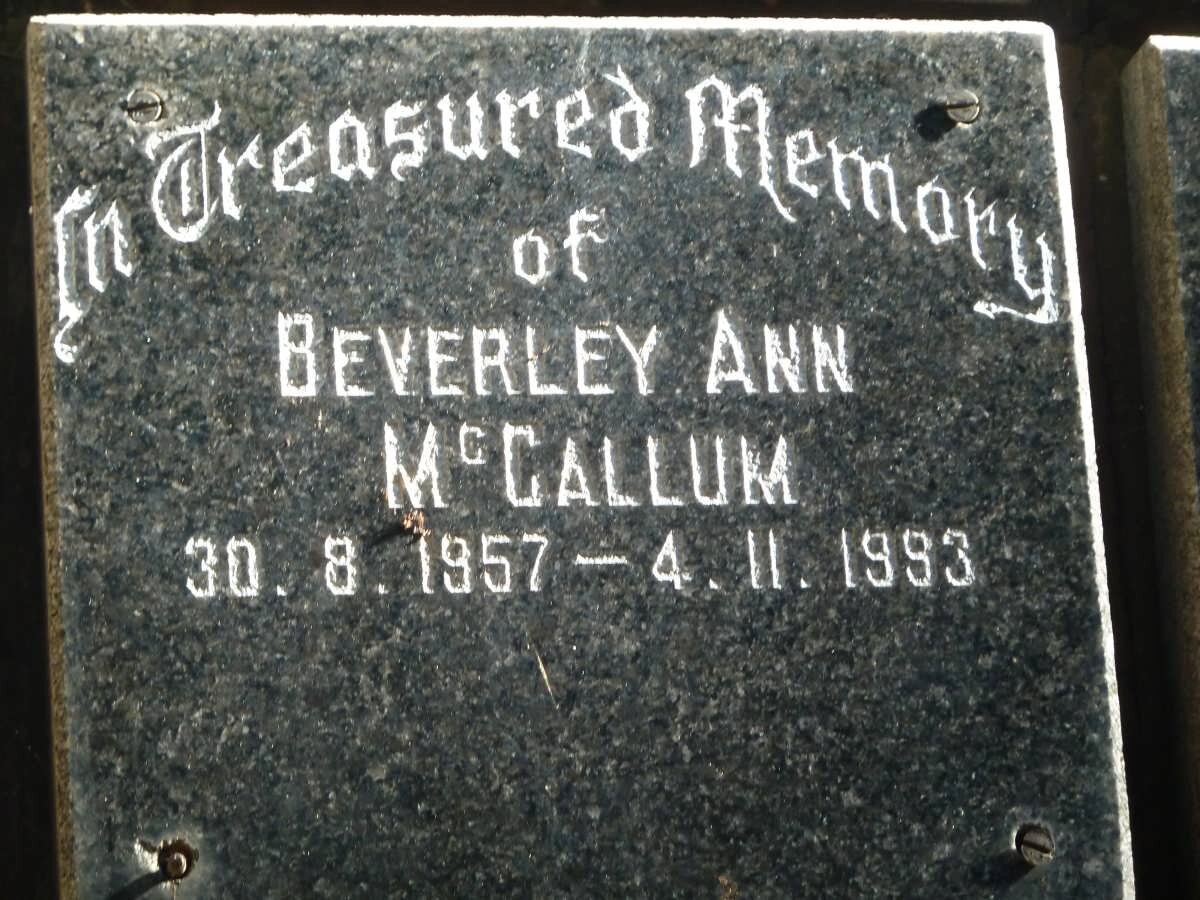 In Treasured Memory
of
BEVERLEY ANN
McCALLUM
30. 8. 1957 — 4. 11. 1993